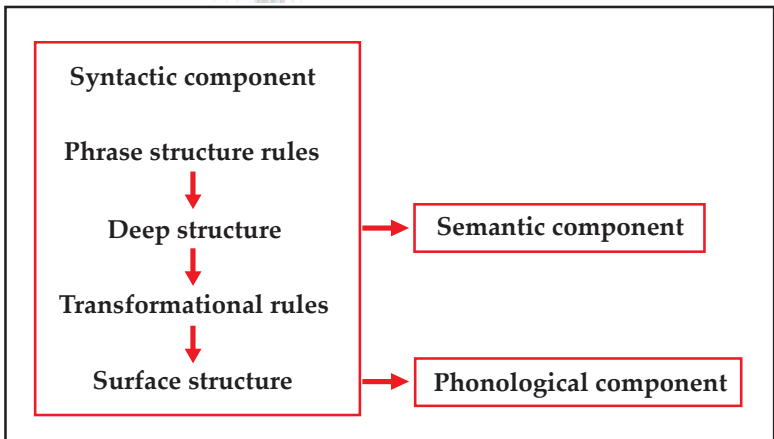 Syntactic component
Phrase structure rules
Deep structure
Semantic component
Transformational rules
Surface structure
Phonological component